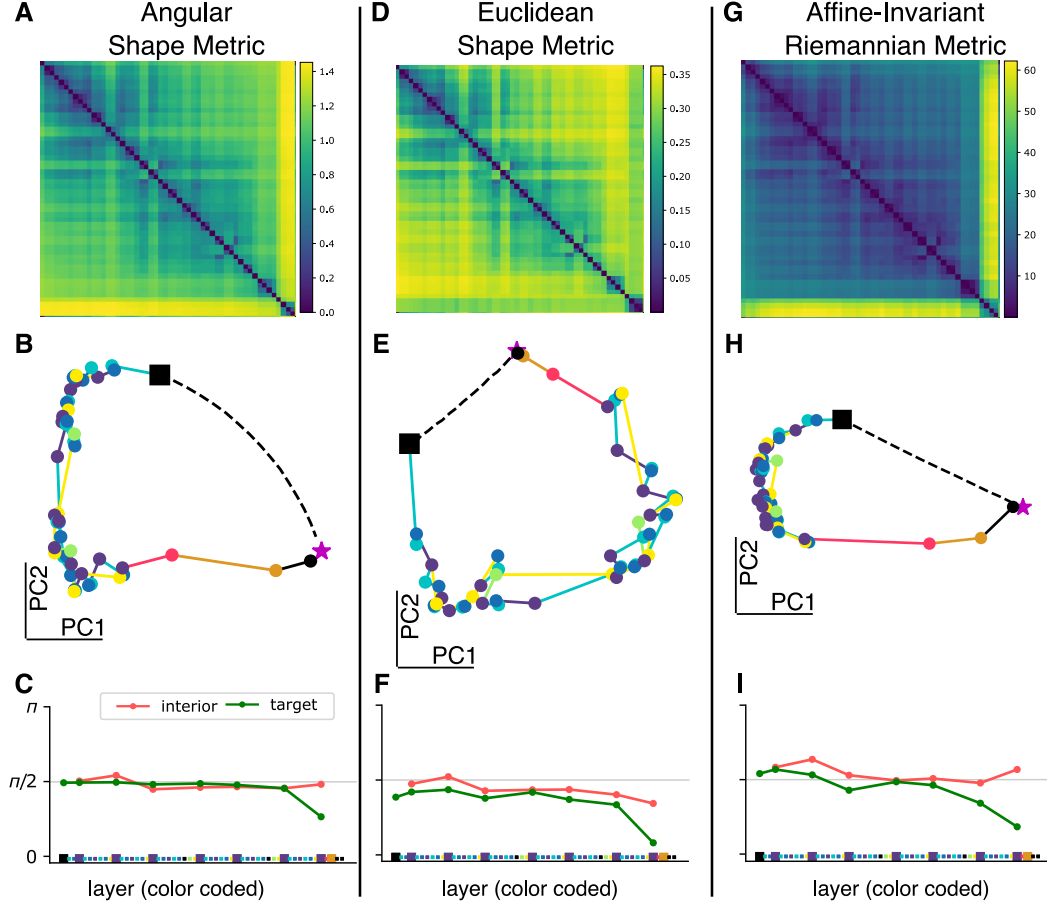 A
Angular
Shape Metric
1.4
1.2
1.0
0.8
0.6
0.4
0.2
0.0
D
Euclidean
Shape Metric
0.35
0.30
0.25
0.20
0.15
0.10
0.05
G
Affine-Invariant
Riemannian Metric
60
50
40
30
20
10
B
PC2
PC1
E
PC2
PC1
H
PC2
PC1
C
interior
target
π
π/2
0
layer (color coded)
F
layer (color coded)
I
layer (color coded)